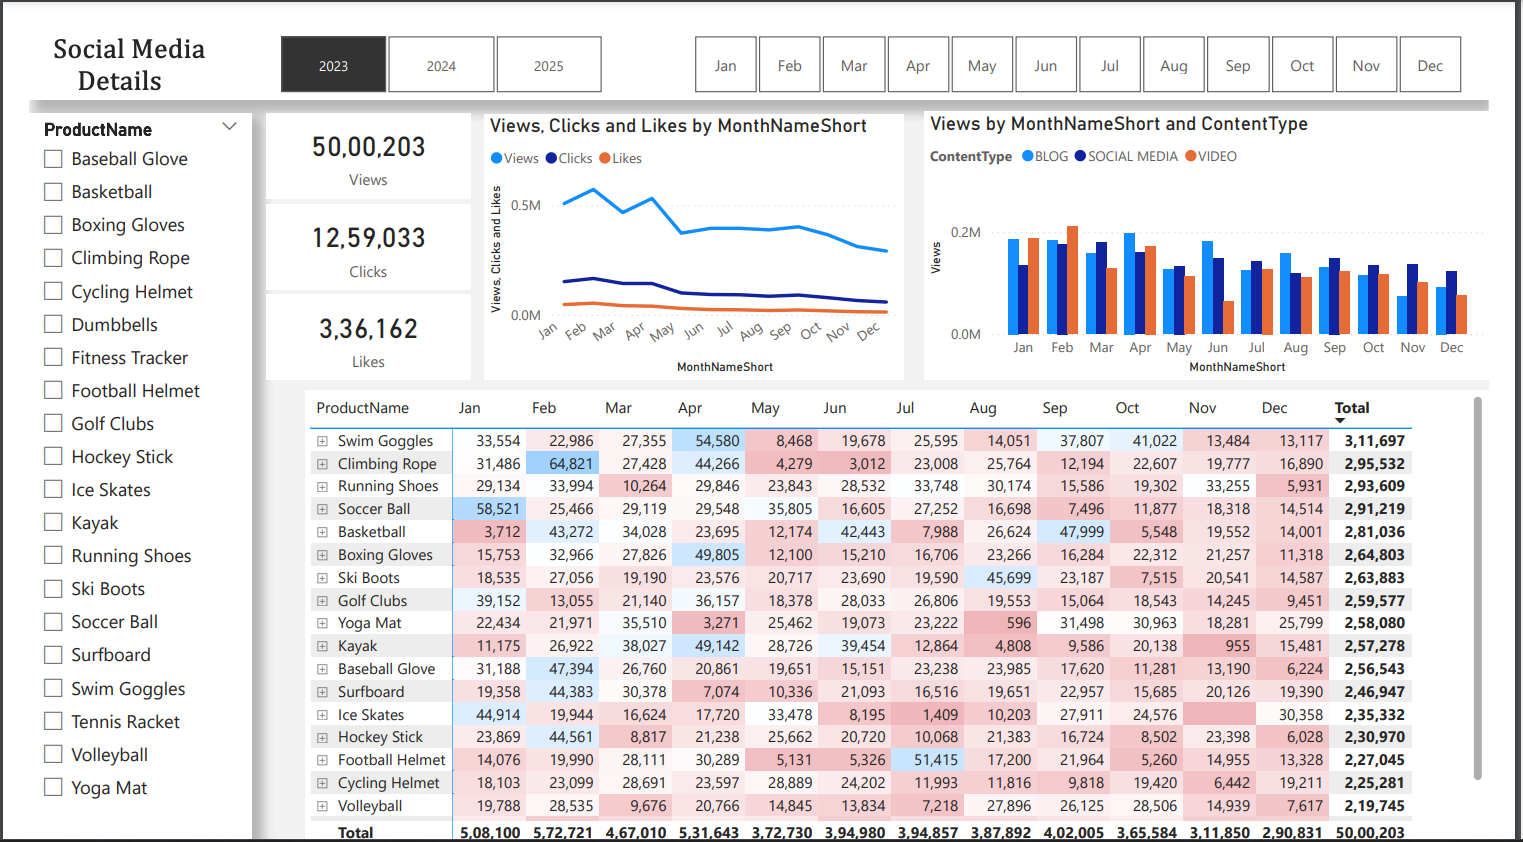 Social Media
Details
2023 2024 2025
Jan Feb Mar Apr May Jun Jul Aug Sep Oct Nov Dec
ProductName
Baseball Glove
Basketball
Boxing Gloves
Climbing Rope
Cycling Helmet
Dumbbells
Fitness Tracker
Football Helmet
Golf Clubs
Hockey Stick
Ice Skates
Kayak
Running Shoes
Ski Boots
Soccer Ball
Surfboard
Swim Goggles
Tennis Racket
Volleyball
Yoga Mat
50,00,203
Views
12,59,033
Clicks
3,36,162
Likes
Views, Clicks and Likes by MonthNameShort
Views Clicks Likes
Views, Clicks and Likes
0.5M
0.0M
Jan Feb Mar Apr May Jun Jul Aug Sep Oct Nov Dec
MonthNameShort
Views by MonthNameShort and ContentType
ContentType BLOG SOCIAL MEDIA VIDEO
Views
0.2M
0.0M
Jan Feb Mar Apr May Jun Jul Aug Sep Oct Nov Dec
MonthNameShort
ProductName Jan Feb Mar Apr May Jun Jul Aug Sep Oct Nov Dec Total
Swim Goggles 33,554 22,986 27,355 54,580 8,468 19,678 25,595 14,051 37,807 41,022 13,484 13,117 3,11,697
Climbing Rope 31,486 64,821 27,428 44,266 4,279 3,012 23,008 25,764 12,194 22,607 19,777 16,890 2,95,532
Running Shoes 29,134 33,994 10,264 29,846 23,843 28,532 33,748 30,174 15,586 19,302 33,255 5,931 2,93,609
Soccer Ball 58,521 25,466 29,119 29,548 35,805 16,605 27,252 16,698 7,496 11,877 18,318 14,514 2,91,219
Basketball 3,712 43,272 34,028 23,695 12,174 42,443 7,988 26,624 47,999 5,548 19,552 14,001 2,81,036
Boxing Gloves 15,753 32,966 27,826 49,805 12,100 15,210 16,706 23,266 16,284 22,312 21,257 11,318 2,64,803
Ski Boots 18,535 27,056 19,190 23,576 20,717 23,690 19,590 45,699 23,187 7,515 20,541 14,587 2,63,883
Golf Clubs 39,152 13,055 21,140 36,157 18,378 28,033 26,806 19,553 15,064 18,543 14,245 9,451 2,59,577
Yoga Mat 22,434 21,971 35,510 3,271 25,462 19,073 23,222 596 31,498 30,963 18,281 25,799 2,58,080
Kayak 11,175 26,922 38,027 49,142 28,726 39,454 12,864 4,808 9,586 20,138 955 15,481 2,57,278
Baseball Glove 31,188 47,394 26,760 20,861 19,651 15,151 23,238 23,985 17,620 11,281 13,190 6,224 2,56,543
Surfboard 19,358 44,383 30,378 7,074 10,336 21,093 16,516 19,651 22,957 15,685 20,126 19,390 2,46,947
Ice Skates 44,914 19,944 16,624 17,720 33,478 8,195 1,409 10,203 27,911 24,576 30,358 2,35,332
Hockey Stick 23,869 44,561 8,817 21,238 25,662 20,720 10,068 21,383 16,724 8,502 23,398 6,028 2,30,970
Football Helmet 14,076 19,990 28,111 30,289 5,131 5,326 51,415 17,200 21,964 5,260 14,955 13,328 2,27,045
Cycling Helmet 18,103 23,099 28,691 23,597 28,889 24,202 11,993 11,816 9,818 19,420 6,442 19,211 2,25,281
Volleyball 19,788 28,535 9,676 20,766 14,845 13,834 7,218 27,896 26,125 28,506 14,939 7,617 2,19,745
Total 5,08,100 5,72,721 4,67,010 5,31,643 3,72,730 3,94,980 3,94,857 3,87,892 4,02,005 3,65,584 3,11,850 2,90,831 50,00,203